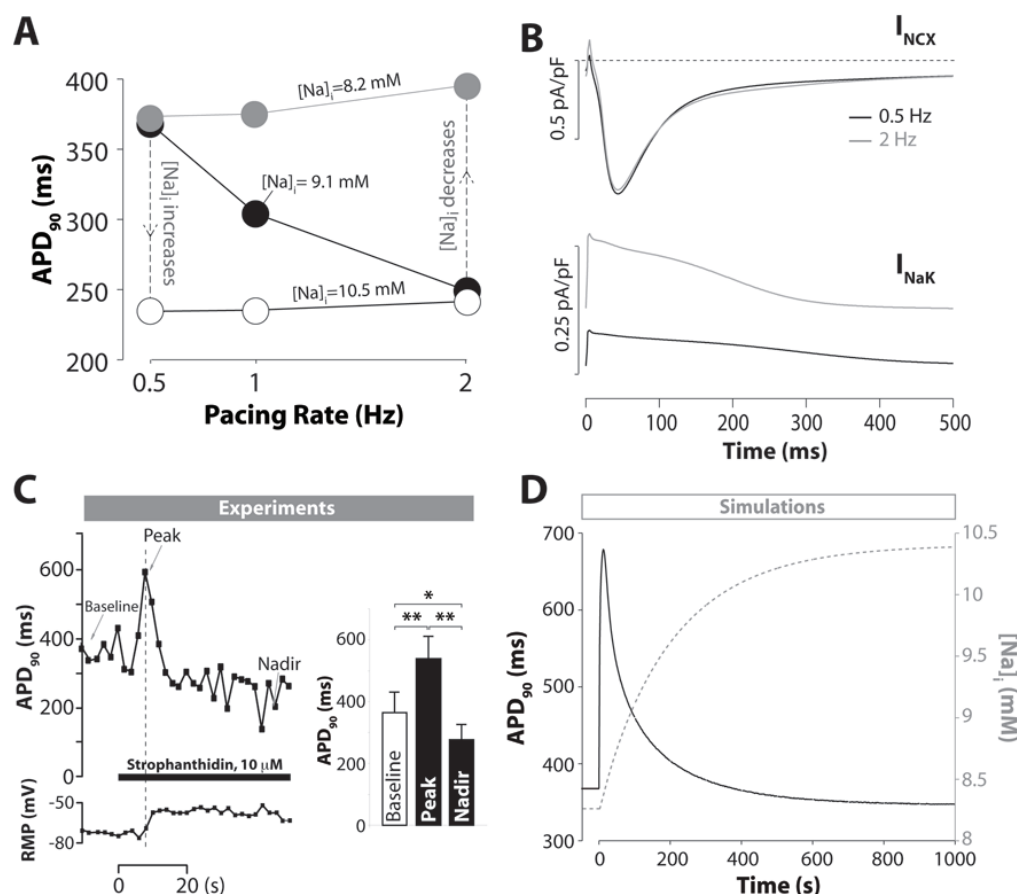 A
APD90 (ms)
400
350
300
250
200
[Na]i=8.2 mM
[Na]i= 9.1 mM
[Na]i=10.5 mM
[Na]i increases
[Na]i decreases
0.5
1
2
Pacing Rate (Hz)
B
INCX
0.5 pA/pF
0.5 Hz
2 Hz
INaK
0.25 pA/pF
0
100
200
300
400
500
Time (ms)
C
Experiments
APD90 (ms)
600
400
200
0
Baseline
Peak
Nadir
Strophanthidin, 10 μM
RMP (mV)
-50
-80
0
20 (s)
APD90 (ms)
600
400
200
0
*
**
**
Baseline
Peak
Nadir
D
Simulations
APD90 (ms)
700
600
500
400
300
[Na]i (mM)
10.5
10
9.5
9
8.5
8
0
200
400
600
800
1000
Time (s)